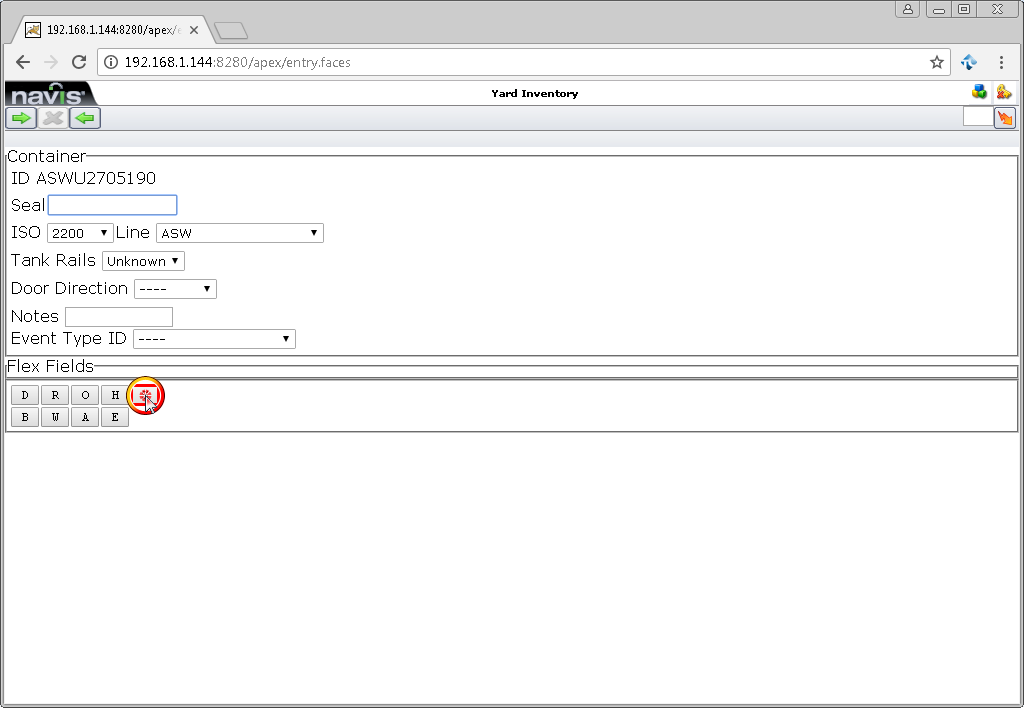 192.168.1.144:8280/apex/e
192.168.1.144:8280/apex/entry.faces
navis
Yard Inventory
Container
ID ASWU2705190
Seal
ISO 2200 Line ASW
Tank Rails Unknown
Door Direction ----
Notes
Event Type ID ----
Flex Fields
D R O H
B W A E